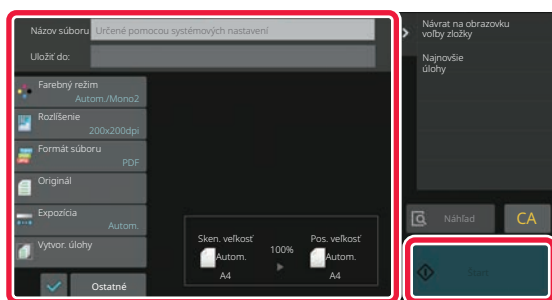 Názov súboru
Určené pomocou systémových nastavení
Uložiť do:
Farebný režim
Autom./Mono2
Rozlíšenie
200x200dpi
Formát súboru
PDF
Originál
Expozícia
Autom.
Vytvor. úlohy
Ostatné
Sken. veľkosť
Autom.
A4
100%
Pos. veľkosť
Autom.
A4
Návrat na obrazovku
voľby zložky
Najnovšie
úlohy
Náhľad
CA
Štart